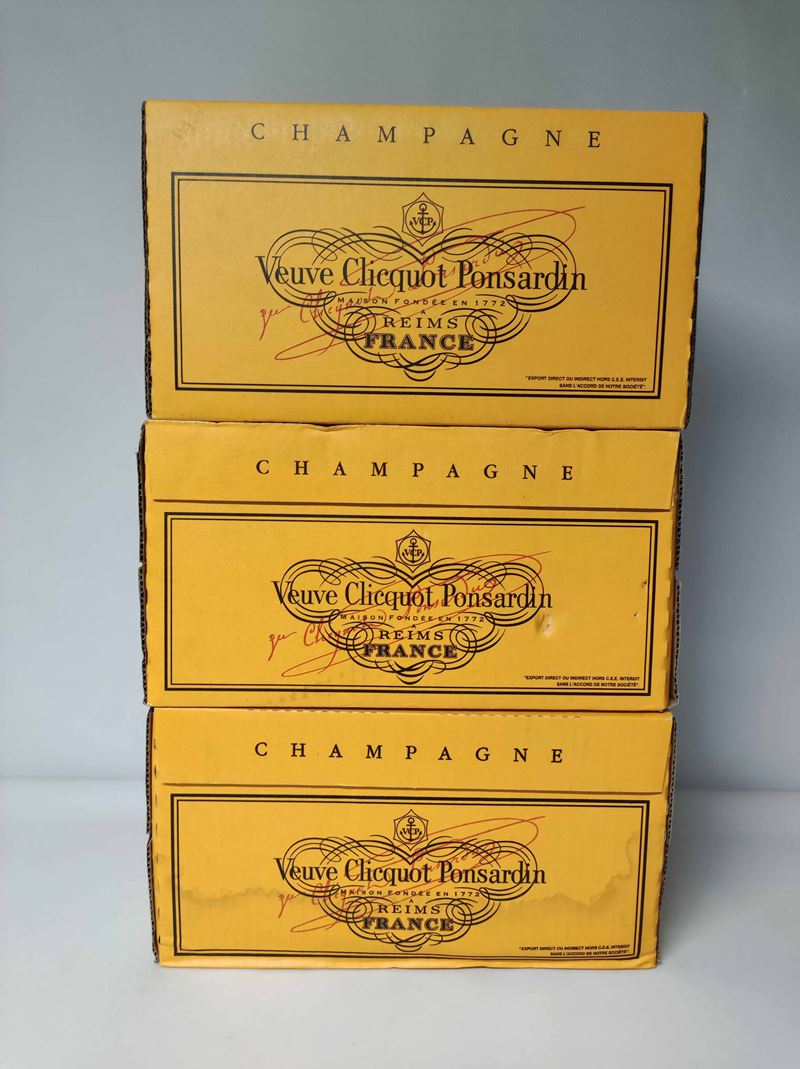 CHAMPAGNE
VCP
Veuve Clicquot Ponsardin
MAISON FONDÉE EN 1772
A
REIMS
FRANCE
"EXPORT DIRECT OU INDIRECT HORS C.E.E. INTERDIT
SANS L'ACCORD DE NOTRE SOCIÉTÉ".
CHAMPAGNE
VCP
Veuve Clicquot Ponsardin
MAISON FONDÉE EN 1772
A
REIMS
FRANCE
"EXPORT DIRECT OU INDIRECT HORS C.E.E. INTERDIT
SANS L'ACCORD DE NOTRE SOCIÉTÉ".
CHAMPAGNE
VCP
Veuve Clicquot Ponsardin
MAISON FONDÉE EN 1772
A
REIMS
FRANCE
"EXPORT DIRECT OU INDIRECT HORS C.E.E. INTERDIT
SANS L'ACCORD DE NOTRE SOCIÉTÉ".